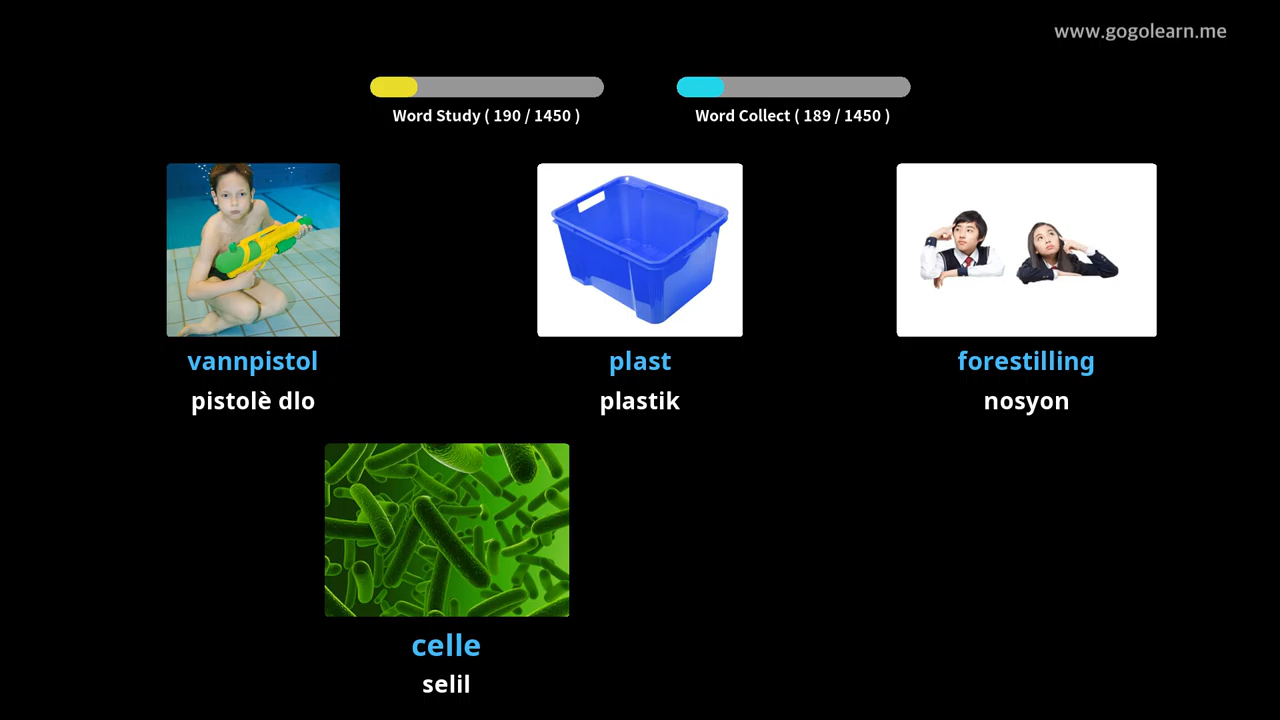 www.gogolearn.me
Word Study ( 190 / 1450 )
Word Collect ( 189 / 1450 )
vannpistol
pistolè dlo
plast
plastik
forestilling
nosyon
celle
selil